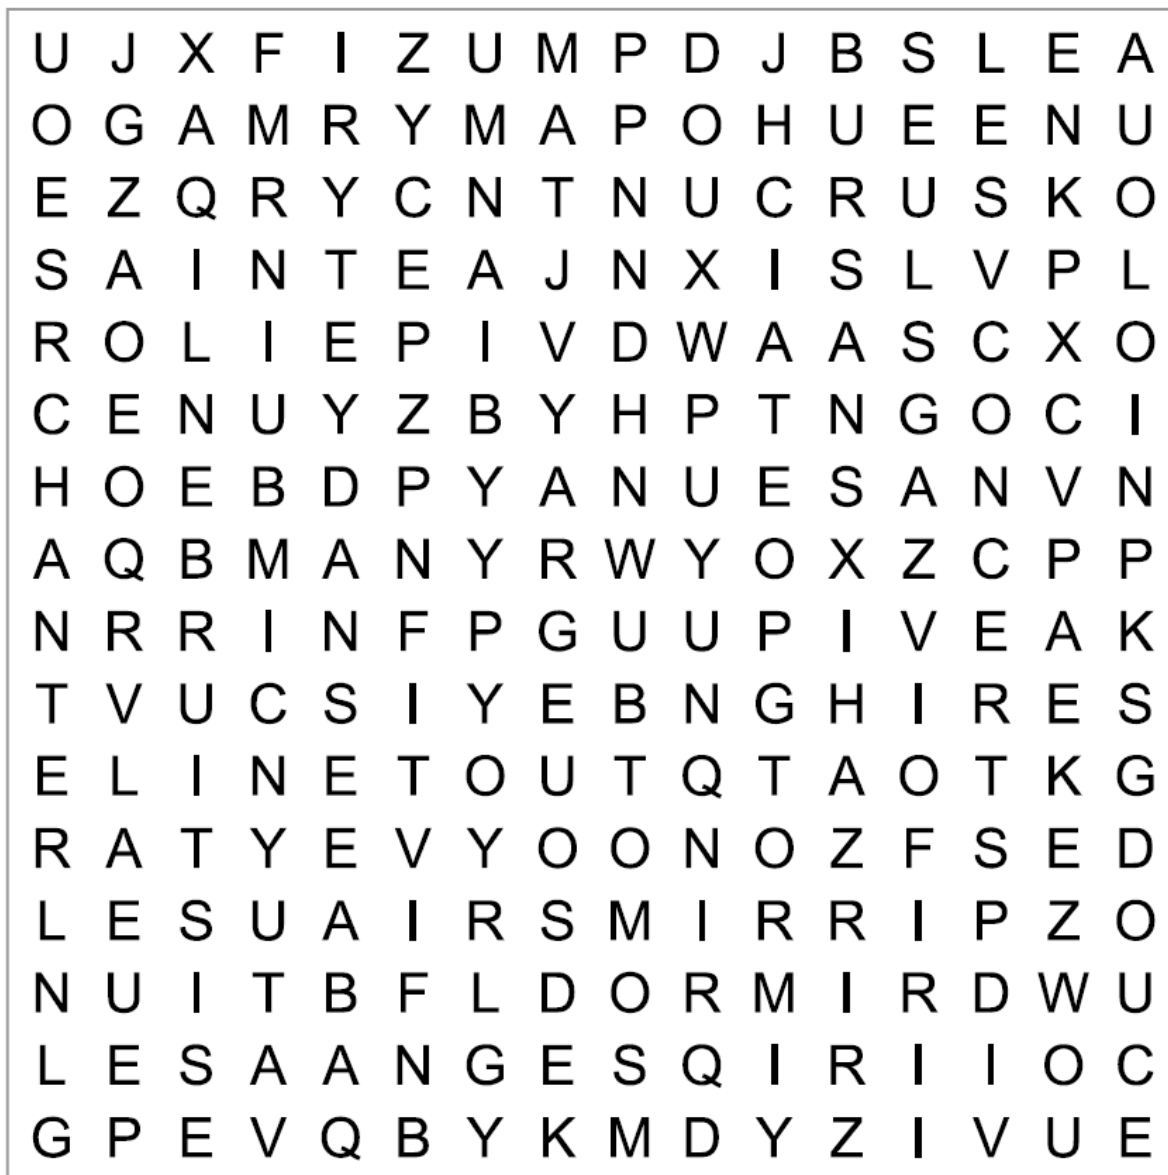 U J X F I Z U M P D J B S L E A
O G A M R Y M A P O H U E E N U
E Z Q R Y C N T N U C R U S K O
S A I N T E A J N X I S L V P L
R O L I E P I V D W A A S C X O
C E N U Y Z B Y H P T N G O C I
H O E B D P Y A N U E S A N V N
A Q B M A N Y R W Y O X Z C P P
N R R I N F P G U U P I V E A K
T V U C S I Y E B N G H I R E S
E L I N E T O U T Q T A O T K G
R A T Y E V Y O O N O Z F S E D
L E S U A I R S M I R R I P Z O
N U I T B F L D O R M I R D W U
L E S A A N G E S Q I R I I O C
G P E V Q B Y K M D Y Z I V U E